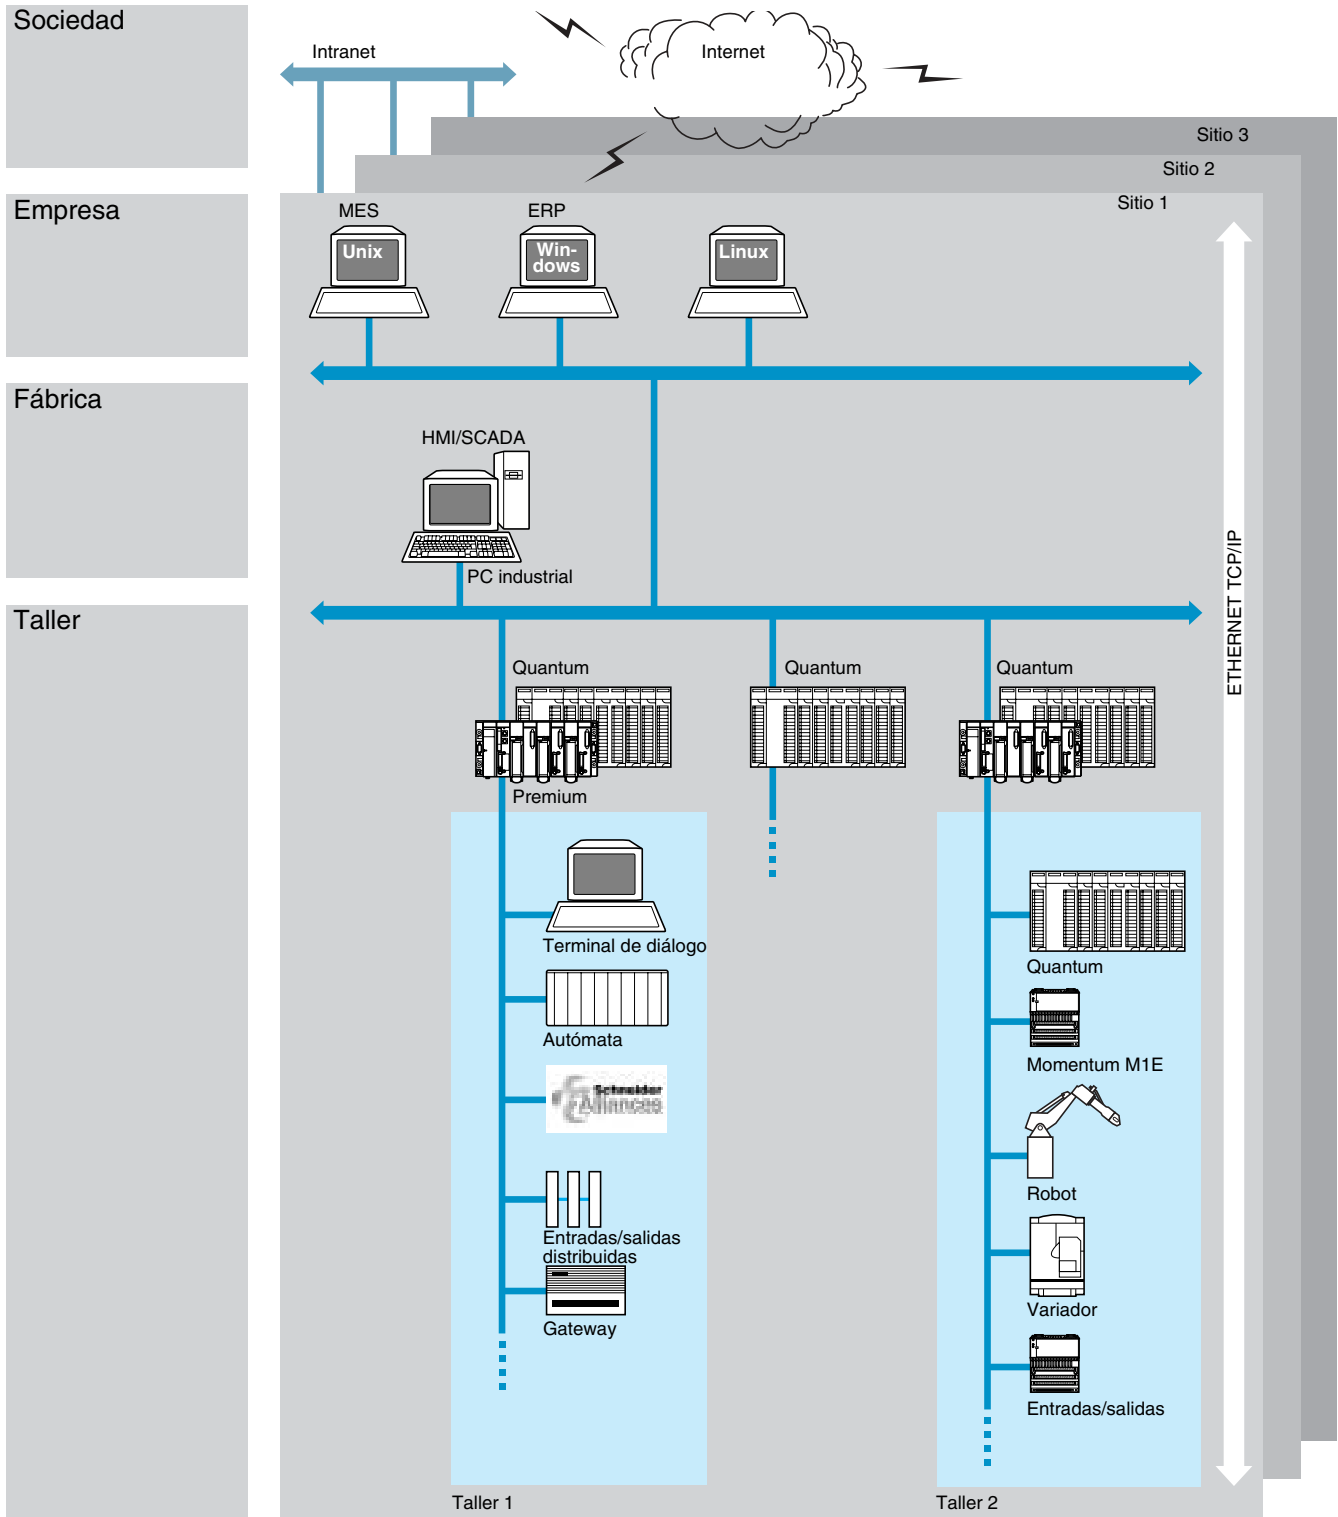 Sociedad
Intranet
Internet
Sitio 3
Sitio 2
Sitio 1
Empresa
MES
ERP
Unix
Win-
dows
Linux
Fábrica
HMI/SCADA
PC industrial
ETHERNET TCP/IP
Taller
Quantum
Quantum
Quantum
Premium
Terminal de diálogo
Autómata
Schneider
Alliances
Entradas/salidas
distribuidas
Gateway
Quantum
Momentum M1E
Robot
Variador
Entradas/salidas
Taller 1
Taller 2